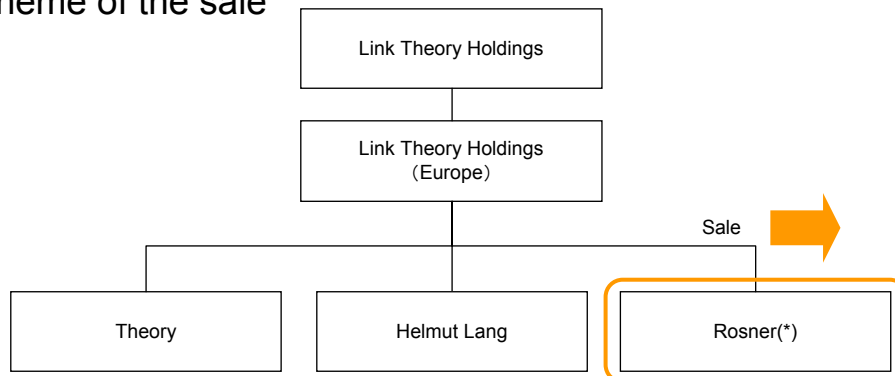 heme of the sale
Link Theory Holdings
Link Theory Holdings
（Europe）
Sale
Theory
Helmut Lang
Rosner(*)